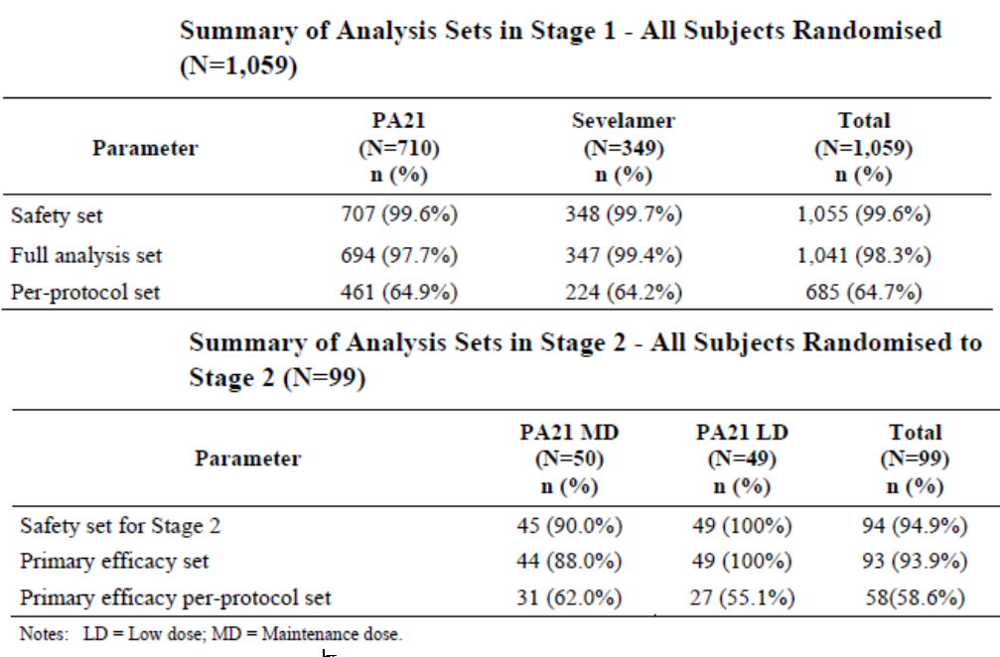 Summary of Analysis Sets in Stage 1 - All Subjects Randomised
(N=1,059)
Parameter PA21 (N=710) n (%) Sevelamer (N=349) n (%) Total (N=1,059) n (%)
Safety set 707 (99.6%) 348 (99.7%) 1,055 (99.6%)
Full analysis set 694 (97.7%) 347 (99.4%) 1,041 (98.3%)
Per-protocol set 461 (64.9%) 224 (64.2%) 685 (64.7%)
Summary of Analysis Sets in Stage 2 - All Subjects Randomised to
Stage 2 (N=99)
Parameter PA21 MD (N=50) n (%) PA21 LD (N=49) n (%) Total (N=99) n (%)
Safety set for Stage 2 45 (90.0%) 49 (100%) 94 (94.9%)
Primary efficacy set 44 (88.0%) 49 (100%) 93 (93.9%)
Primary efficacy per-protocol set 31 (62.0%) 27 (55.1%) 58(58.6%)
Notes: LD = Low dose; MD = Maintenance dose.